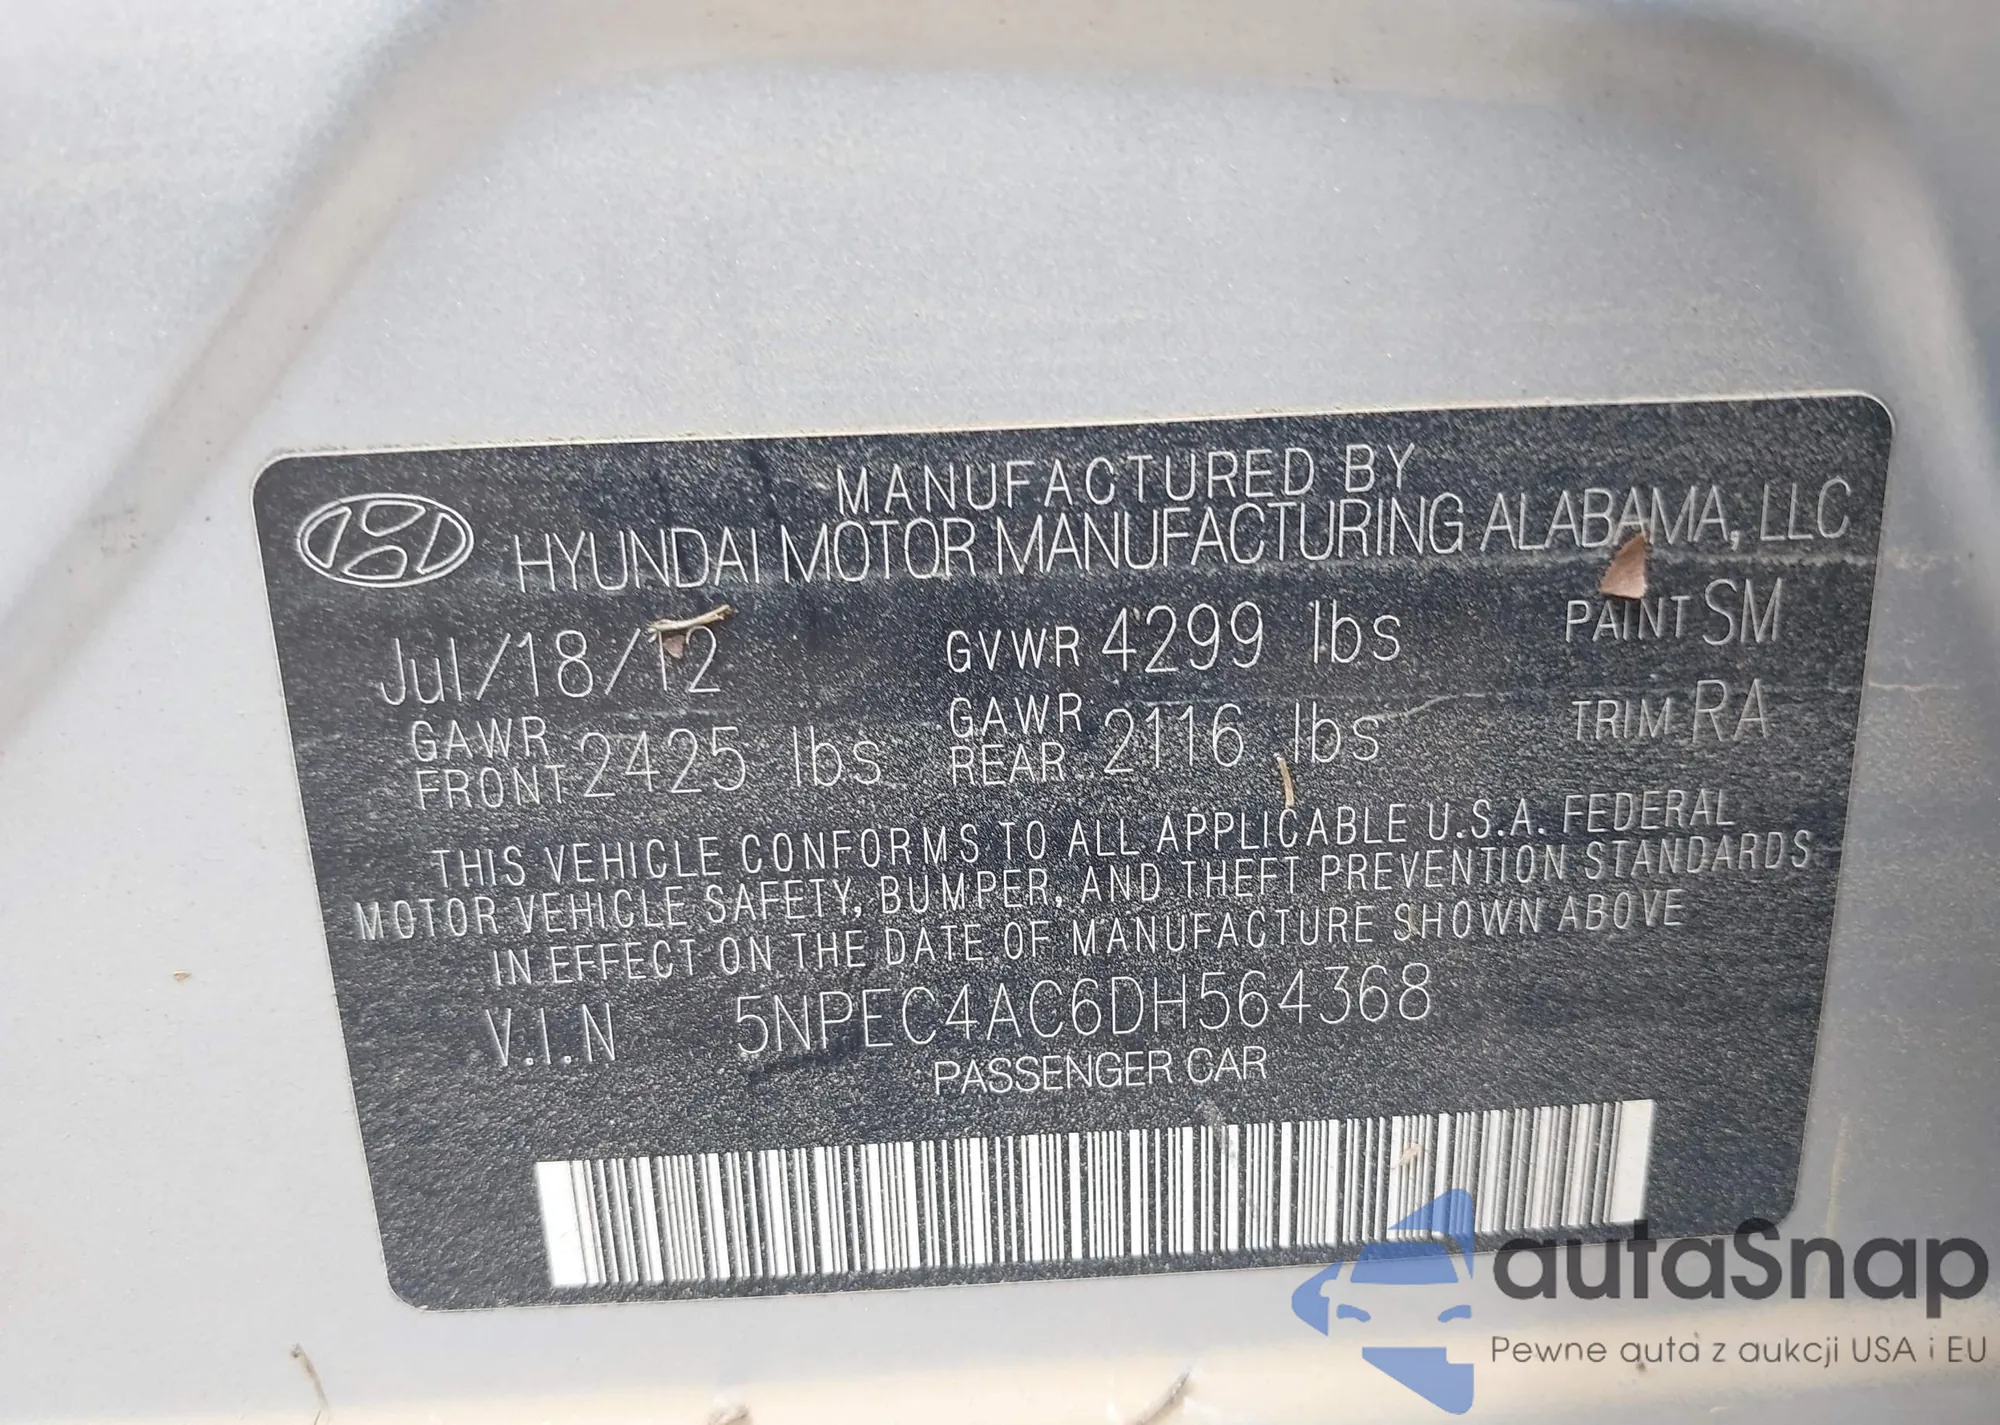 MANUFACTURED BY
HYUNDAI MOTOR MANUFACTURING ALABAMA, LLC
Jul/18/12 GVWR 4299 lbs PAINT SM
GAWR FRONT 2425 lbs GAWR REAR 2116 lbs TRIM RA
THIS VEHICLE CONFORMS TO ALL APPLICABLE U.S.A. FEDERAL
MOTOR VEHICLE SAFETY, BUMPER, AND THEFT PREVENTION STANDARDS
IN EFFECT ON THE DATE OF MANUFACTURE SHOWN ABOVE
V.I.N 5NPEC4AC6DH564368
PASSENGER CAR
autaSnap
Pewne auta z aukcji USA i EU